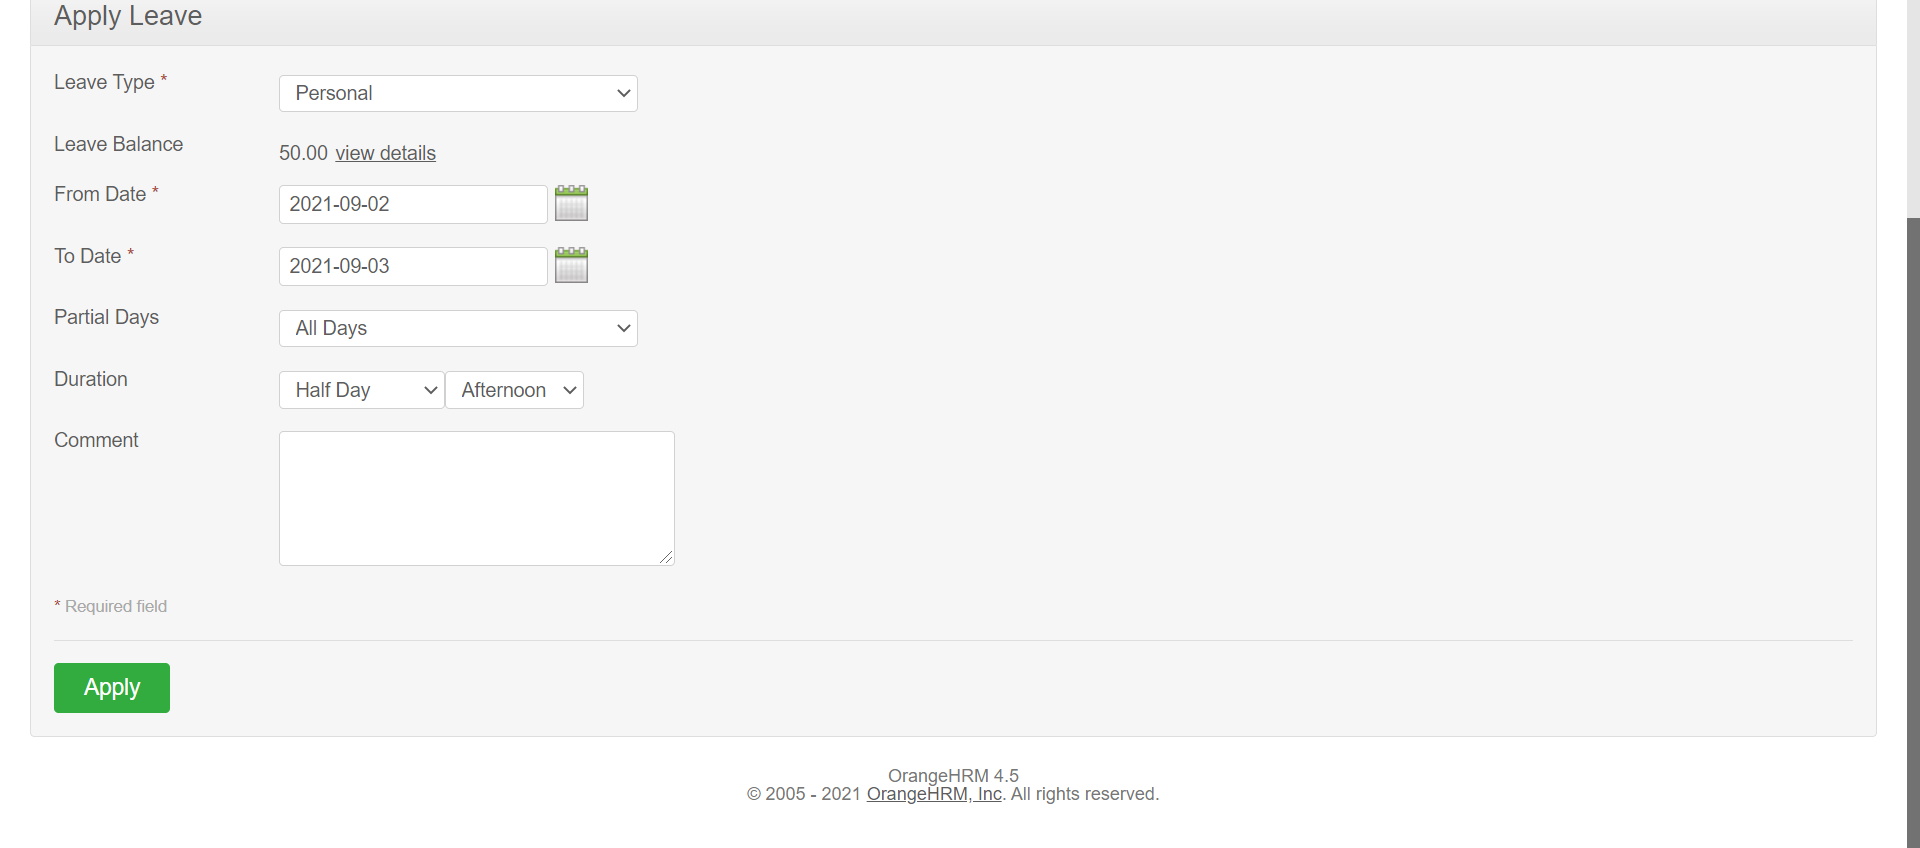 Apply Leave
Leave Type *
Personal
Leave Balance
50.00 view details
From Date *
2021-09-02
To Date *
2021-09-03
Partial Days
All Days
Duration
Half Day Afternoon
Comment
* Required field
Apply
OrangeHRM 4.5
© 2005 - 2021 OrangeHRM, Inc. All rights reserved.